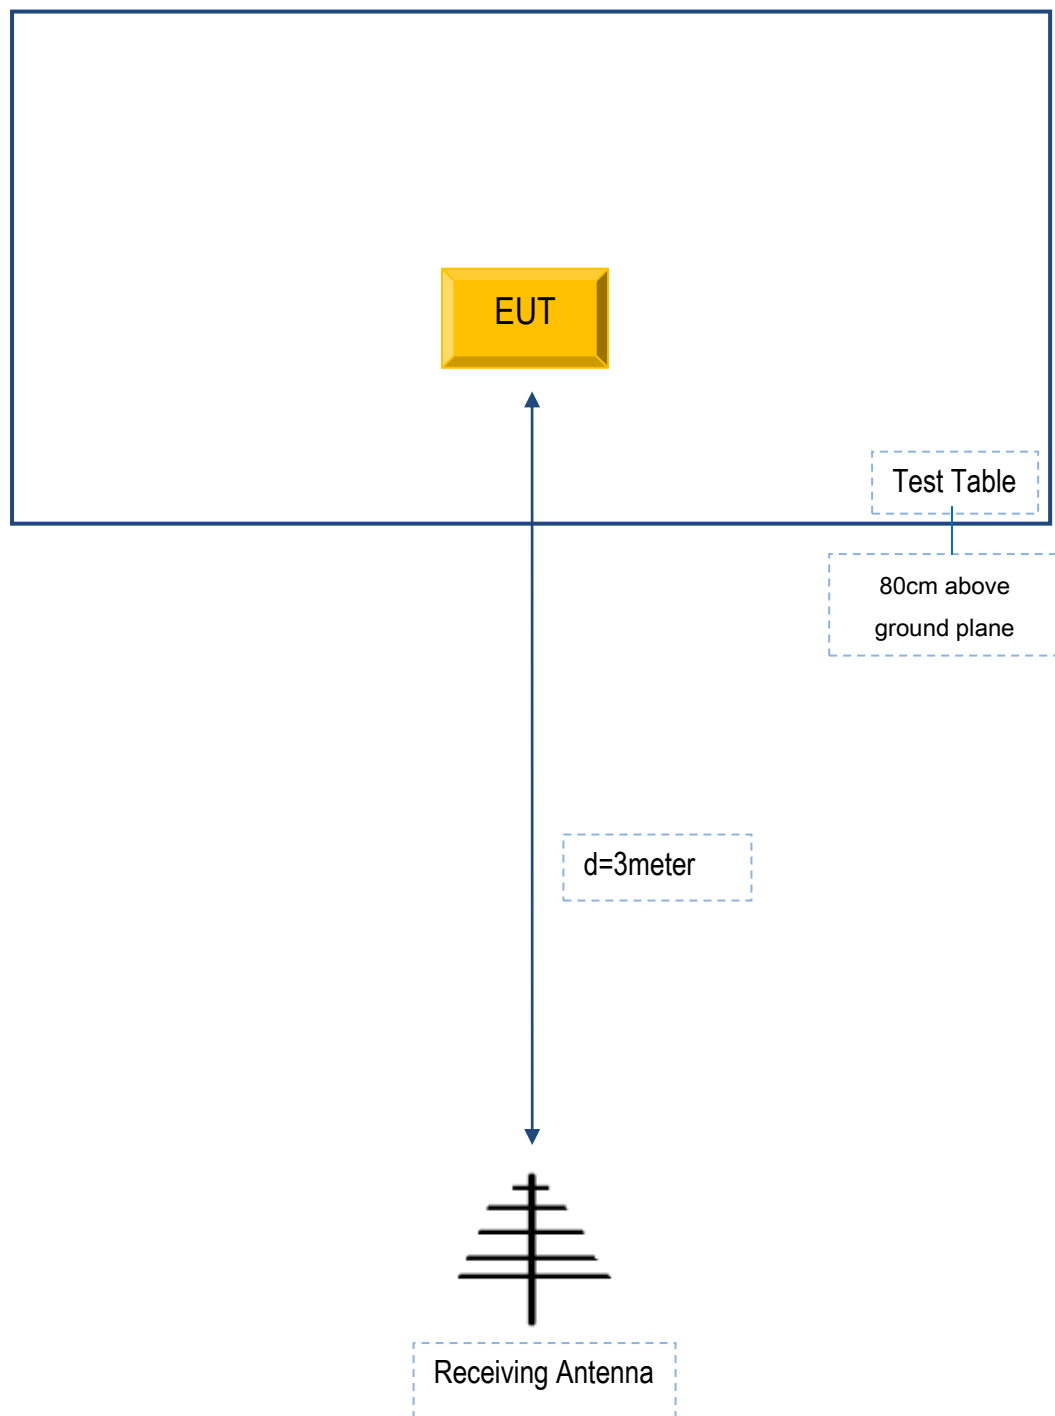 EUT
Test Table
80cm above
ground plane
d=3meter
Receiving Antenna